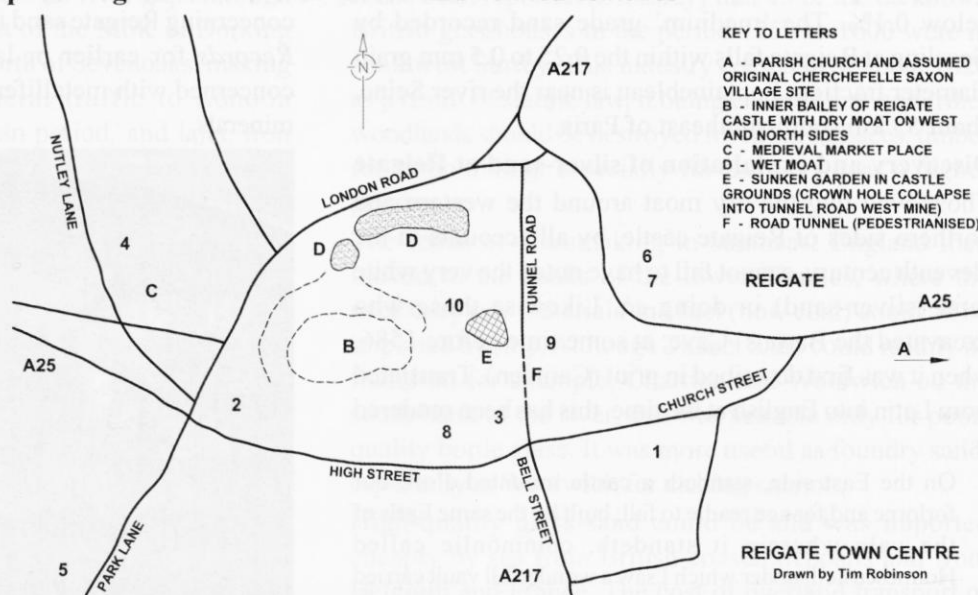 A217
N
KEY TO LETTERS
A - PARISH CHURCH AND ASSUMED
ORIGINAL CHERCHEFELLE SAXON
VILLAGE SITE
B - INNER BAILEY OF REIGATE
CASTLE WITH DRY MOAT ON WEST
AND NORTH SIDES
C - MEDIEVAL MARKET PLACE
D - WET MOAT
E - SUNKEN GARDEN IN CASTLE
GROUNDS (CROWN HOLE COLLAPSE
INTO TUNNEL ROAD WEST MINE)
F - ROAD TUNNEL (PEDESTRIANISED)
NUTLEY LANE
LONDON ROAD
TUNNEL ROAD
4
D
D
6
7
REIGATE
C
10
A25
B
E
9
A
A25
F
CHURCH STREET
2
3
8
1
HIGH STREET
BELL STREET
PARK LANE
5
A217
REIGATE TOWN CENTRE
Drawn by Tim Robinson